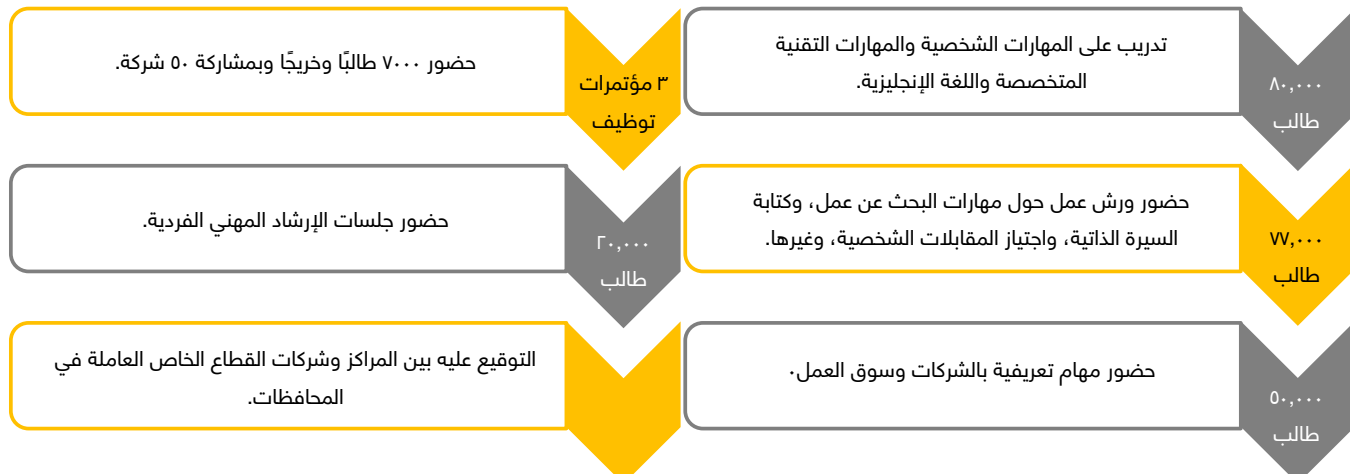 ٨٠,٠٠٠
طالب
تدريب على المهارات الشخصية والمهارات التقنية
المتخصصة واللغة الإنجليزية.
٣ مؤتمرات
توظيف
حضور ٧٠٠٠ طالبًا وخريجًا وبمشاركة ٥٠ شركة.
٧٧,٠٠٠
طالب
حضور ورش عمل حول مهارات البحث عن عمل، وكتابة
السيرة الذاتية، واجتياز المقابلات الشخصية، وغيرها.
٢٠,٠٠٠
طالب
حضور جلسات الإرشاد المهني الفردية.
٥٠,٠٠٠
طالب
حضور مهام تعريفية بالشركات وسوق العمل.
التوقيع عليه بين المراكز وشركات القطاع الخاص العاملة في
المحافظات.